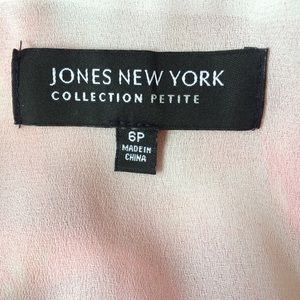 JONES NEW YORK
COLLECTION PETITE
6P
MADE IN
CHINA